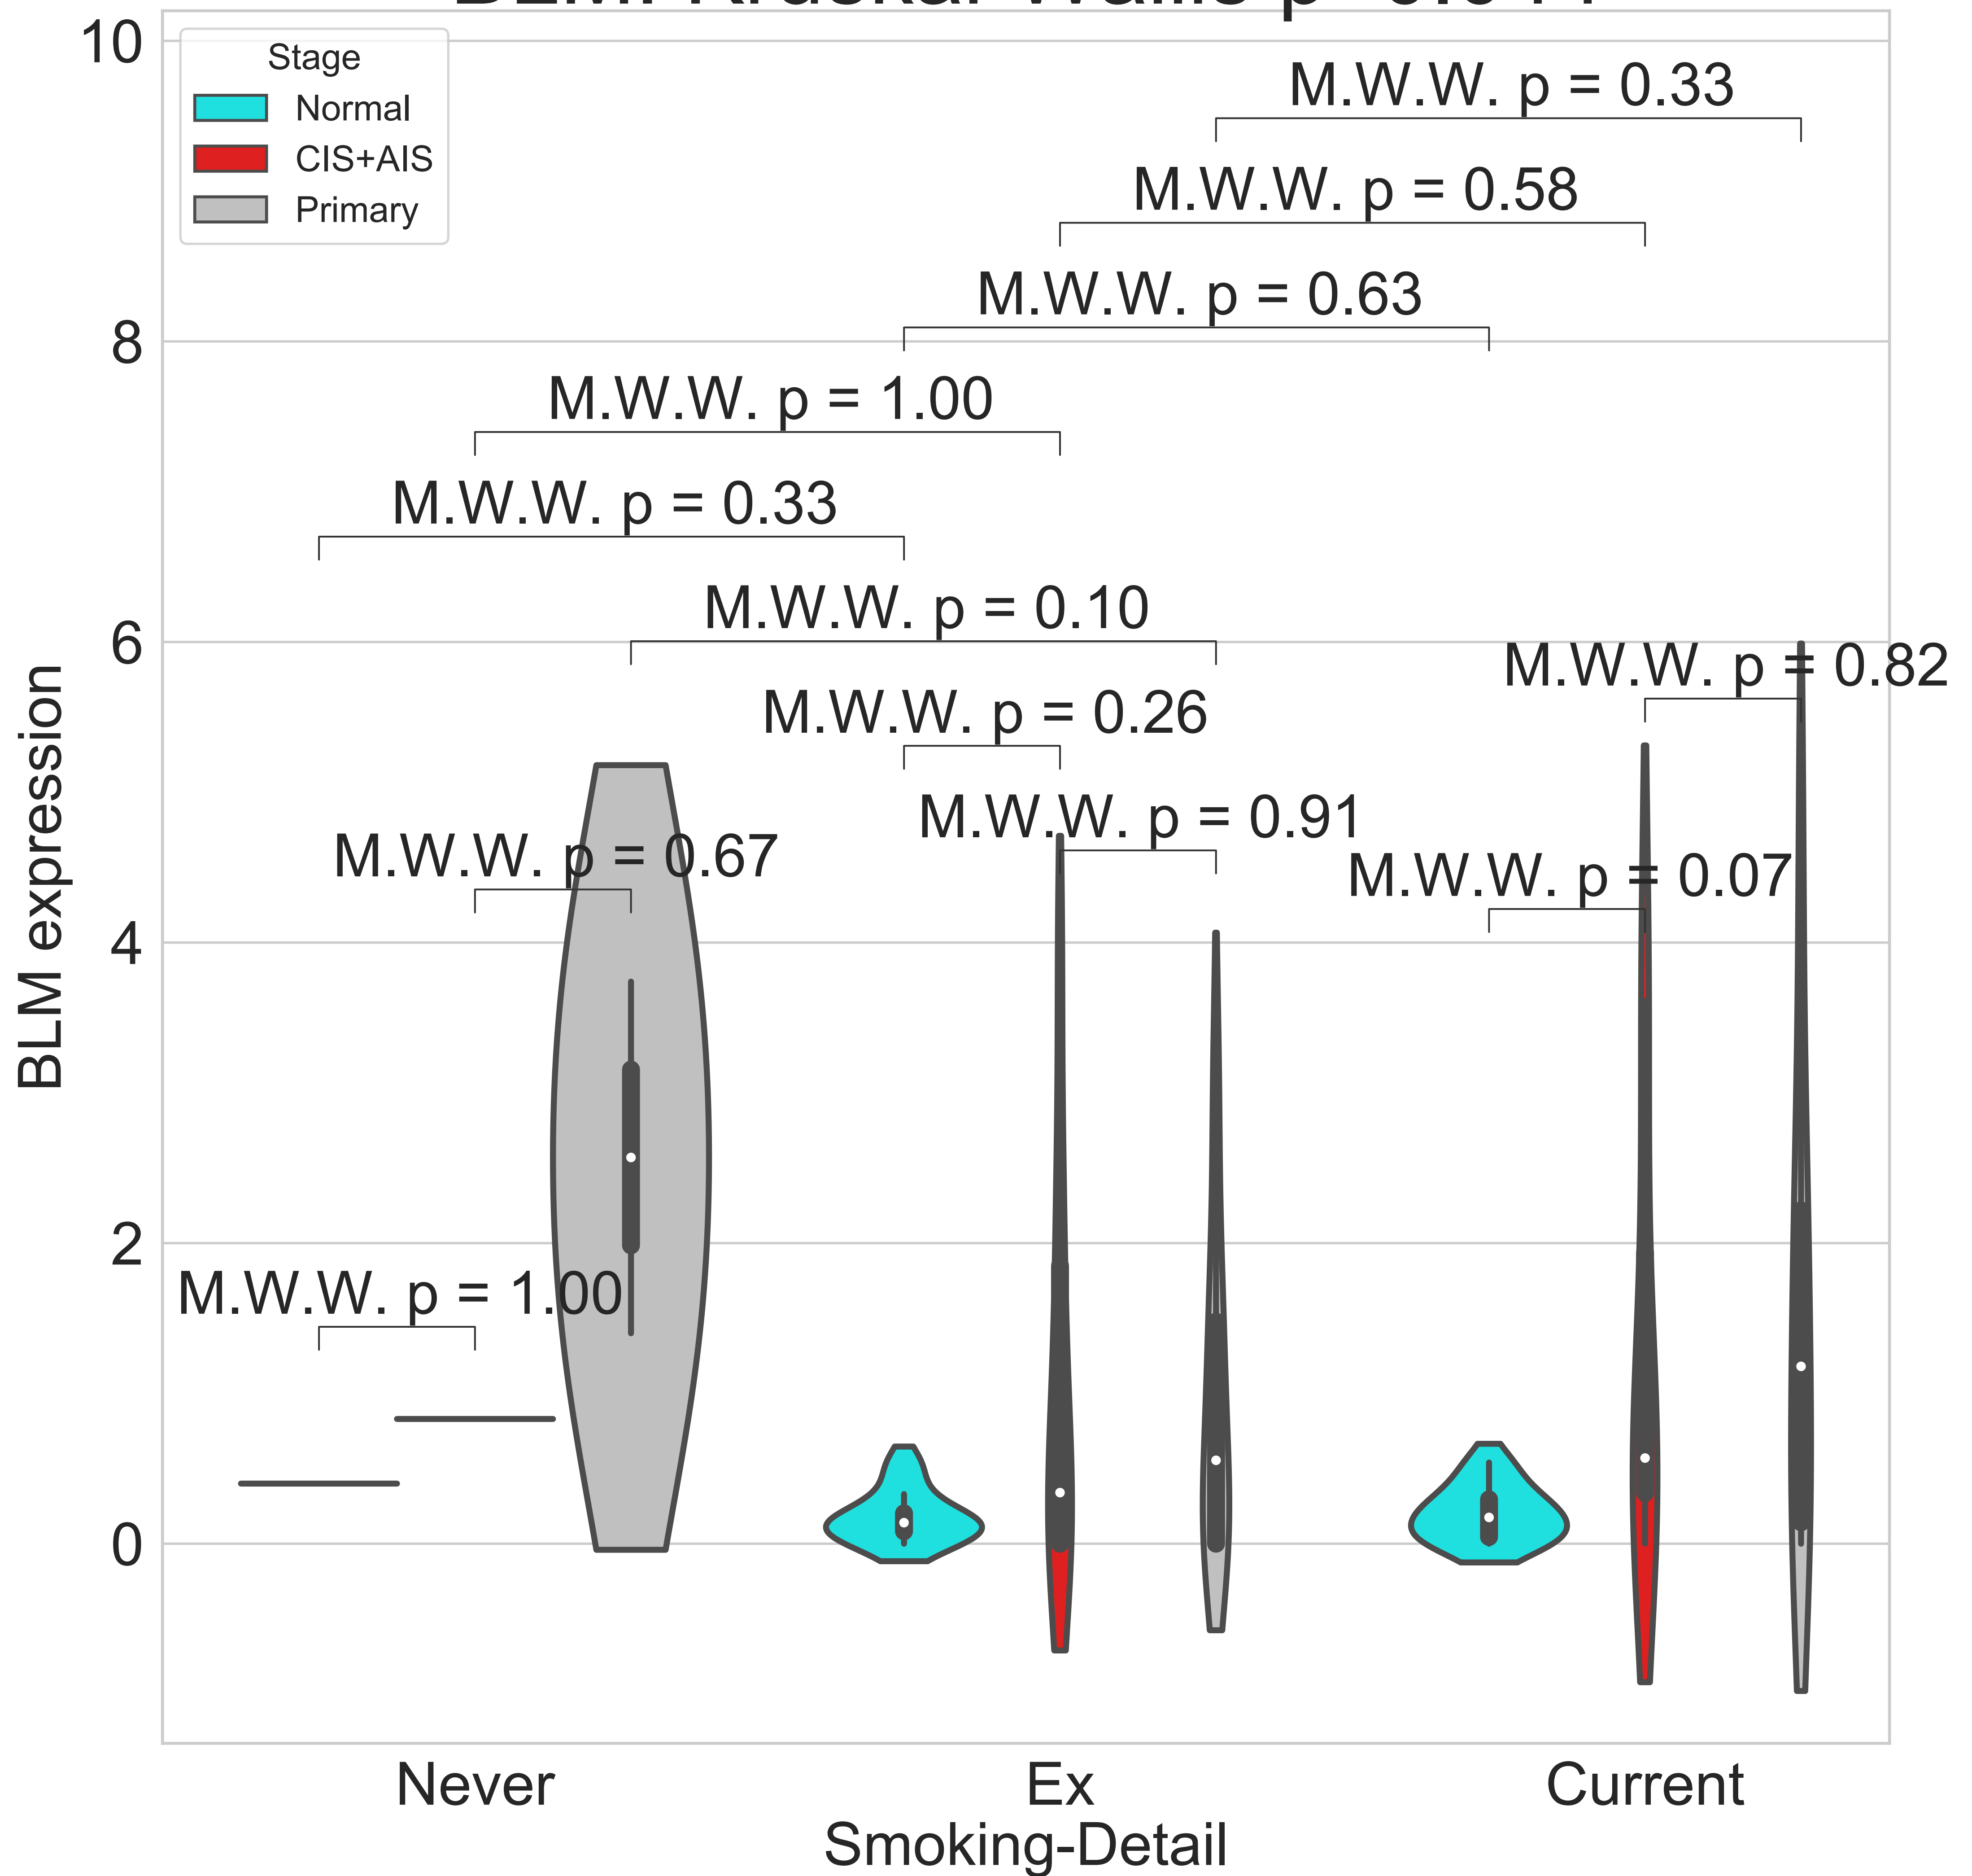 10
8
6
4
2
0
BLM expression
Stage
Normal
CIS+AIS
Primary
M.W.W. p = 0.33
M.W.W. p = 0.58
M.W.W. p = 0.63
M.W.W. p = 1.00
M.W.W. p = 0.33
M.W.W. p = 0.10
M.W.W. p = 0.82
M.W.W. p = 0.26
M.W.W. p = 0.91
M.W.W. p = 0.67
M.W.W. p = 0.07
M.W.W. p = 1.00
Never Ex Current
Smoking-Detail